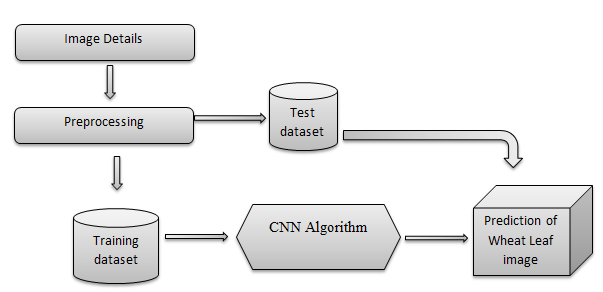 Image Details
Preprocessing
Test
dataset
Training
dataset
CNN Algorithm
Prediction of
Wheat Leaf
image